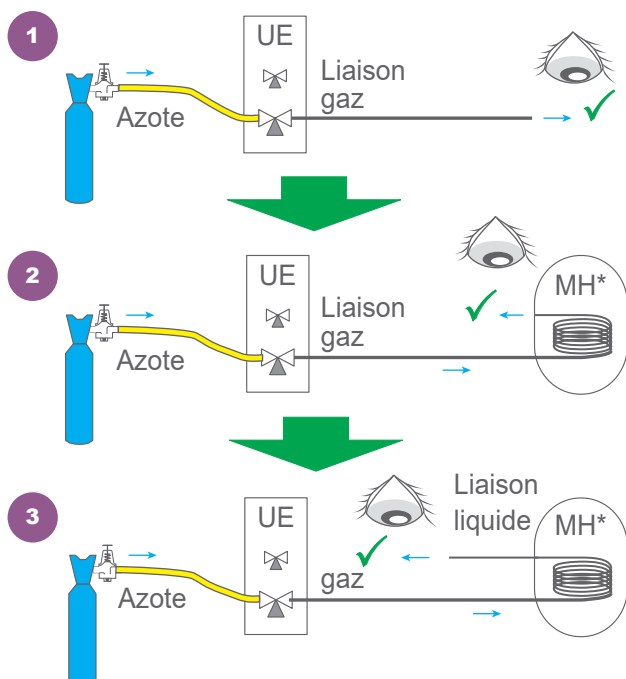 1
UE
Liaison
gaz
Azote
2
UE
MH*
Liaison
gaz
Azote
3
UE
Liaison
liquide
MH*
gaz
Azote